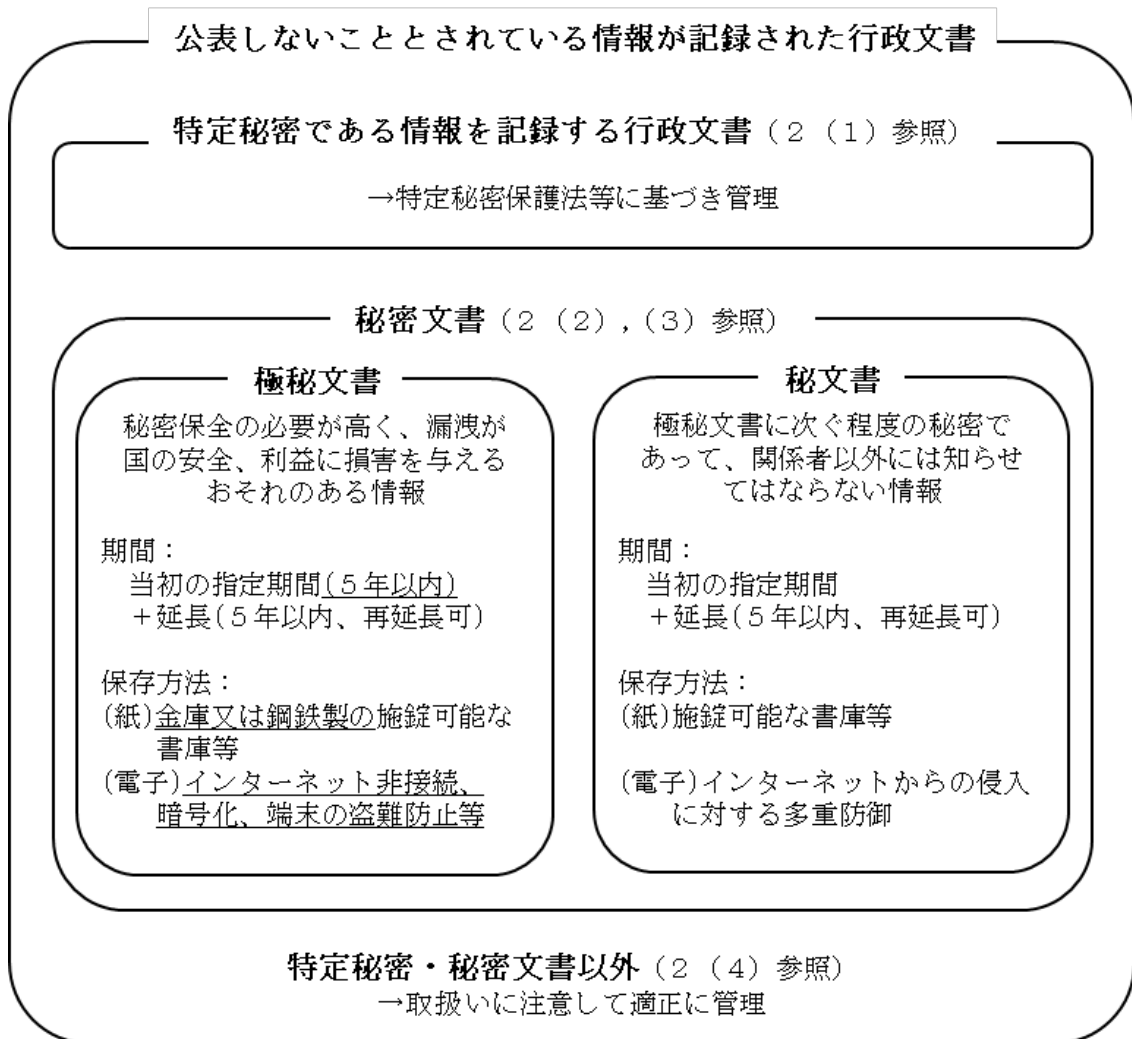 公表しないこととされている情報が記録された行政文書
特定秘密である情報を記録する行政文書(2(1)参照)
→特定秘密保護法等に基づき管理
秘密文書(2(2),(3)参照)
極秘文書
秘密保全の必要が高く、漏洩が
国の安全、利益に損害を与える
おそれのある情報
期間:
当初の指定期間(5年以内)
+延長(5年以内、再延長可)
保存方法:
(紙)金庫又は鋼鉄製の施錠可能な
書庫等
(電子)インターネット非接続、
暗号化、端末の盗難防止等
秘文書
極秘文書に次ぐ程度の秘密で
あって、関係者以外には知らせ
てはならない情報
期間:
当初の指定期間
+延長(5年以内、再延長可)
保存方法:
(紙)施錠可能な書庫等
(電子)インターネットからの侵入
に対する多重防御
特定秘密・秘密文書以外(2(4)参照)
→取扱いに注意して適正に管理